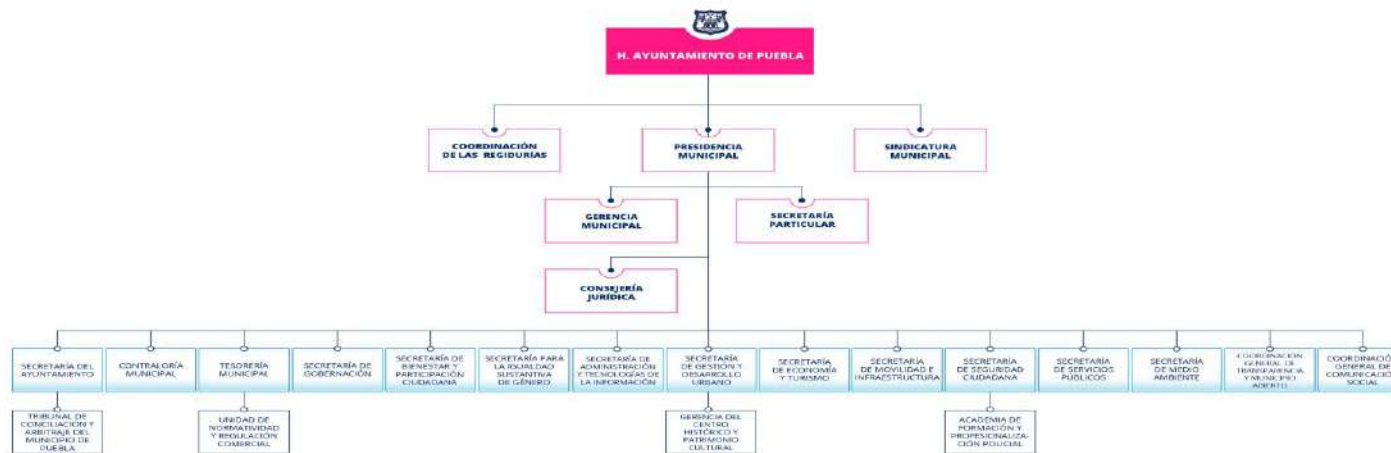 H. AYUNTAMIENTO DE PUEBLA
COORDINACIÓN
DE LAS REGIDURÍAS
PRESIDENCIA
MUNICIPAL
SINDICATURA
MUNICIPAL
GERENCIA
MUNICIPAL
SECRETARÍA
PARTICULAR
CONSEJERÍA
JURÍDICA
SECRETARÍA DEL
AYUNTAMIENTO
CONTRALORÍA
MUNICIPAL
TESORERÍA
MUNICIPAL
SECRETARÍA DE
GOBERNACIÓN
SECRETARÍA DE
BIENESTAR Y
PARTICIPACIÓN
CIUDADANA
SECRETARÍA PARA
LA IGUALDAD
SUSTANTIVA
DE GÉNERO
SECRETARÍA DE
ADMINISTRACIÓN
Y TECNOLOGÍAS DE
LA INFORMACIÓN
SECRETARÍA
DE GESTIÓN Y
DESARROLLO
URBANO
SECRETARÍA
DE ECONOMÍA
Y TURISMO
SECRETARÍA
DE MOVILIDAD E
INFRAESTRUCTURA
SECRETARÍA
DE SEGURIDAD
CIUDADANA
SECRETARÍA
DE SERVICIOS
PÚBLICOS
SECRETARÍA
DE MEDIO
AMBIENTE
COORDINACIÓN
GENERAL DE
TRANSPARENCIA
Y MUNICIPIO
ABIERTO
COORDINACIÓN
GENERAL DE
COMUNICACIÓN
SOCIAL
TRIBUNAL DE
CONCILIACIÓN Y
ARBITRAJE DEL
MUNICIPIO DE
PUEBLA
UNIDAD DE
NORMATIVIDAD
Y REGULACIÓN
COMERCIAL
GERENCIA DEL
CENTRO
HISTÓRICO Y
PATRIMONIO
CULTURAL
ACADEMIA DE
FORMACIÓN Y
PROFESIONALIZA-
CIÓN POLICIAL